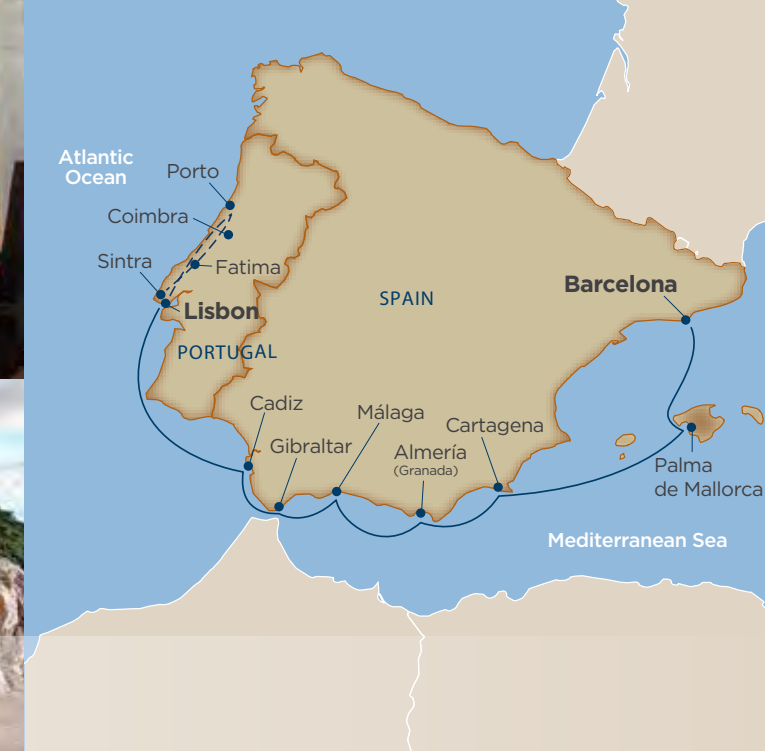 Atlantic
Ocean
Porto
Coimbra
Sintra
Fatima
Lisbon
PORTUGAL
SPAIN
Barcelona
Cadiz
Gibraltar
Málaga
Almería
(Granada)
Cartagena
Palma
de Mallorca
Mediterranean Sea